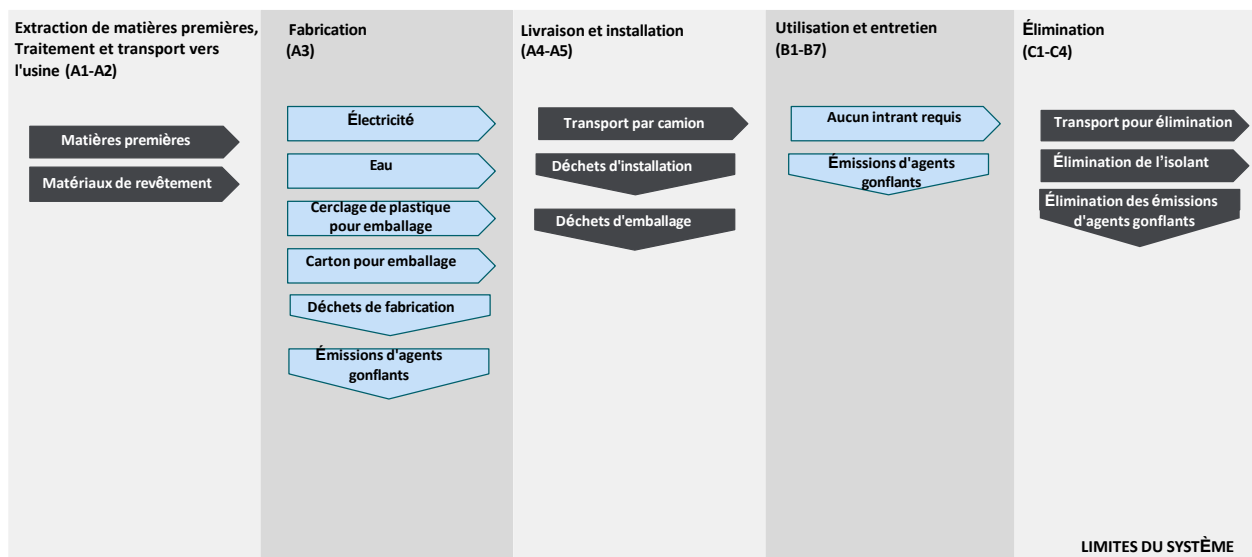 Extraction de matières premières,
Traitement et transport vers
l'usine (A1-A2)
Matières premières
Matériaux de revêtement
Fabrication
(A3)
Électricité
Eau
Cerclage de plastique
pour emballage
Carton pour emballage
Déchets de fabrication
Émissions d'agents
gonflants
Livraison et installation
(A4-A5)
Transport par camion
Déchets d'installation
Déchets d'emballage
Utilisation et entretien
(B1-B7)
Aucun intrant requis
Émissions d'agents
gonflants
Élimination
(C1-C4)
Transport pour élimination
Élimination de l’isolant
Élimination des émissions
d'agents gonflants
LIMITES DU SYSTÈME